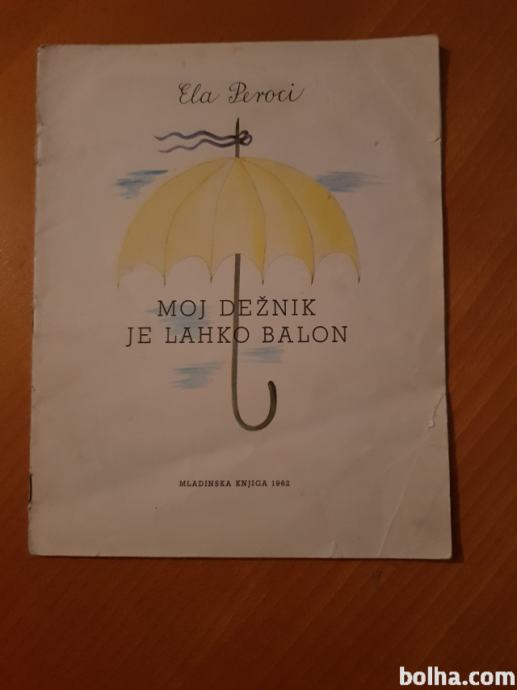 Ela Peroci
MOJ DEŽNIK
JE LAHKO BALON
MLADINSKA KNJIGA 1962
bolha.com